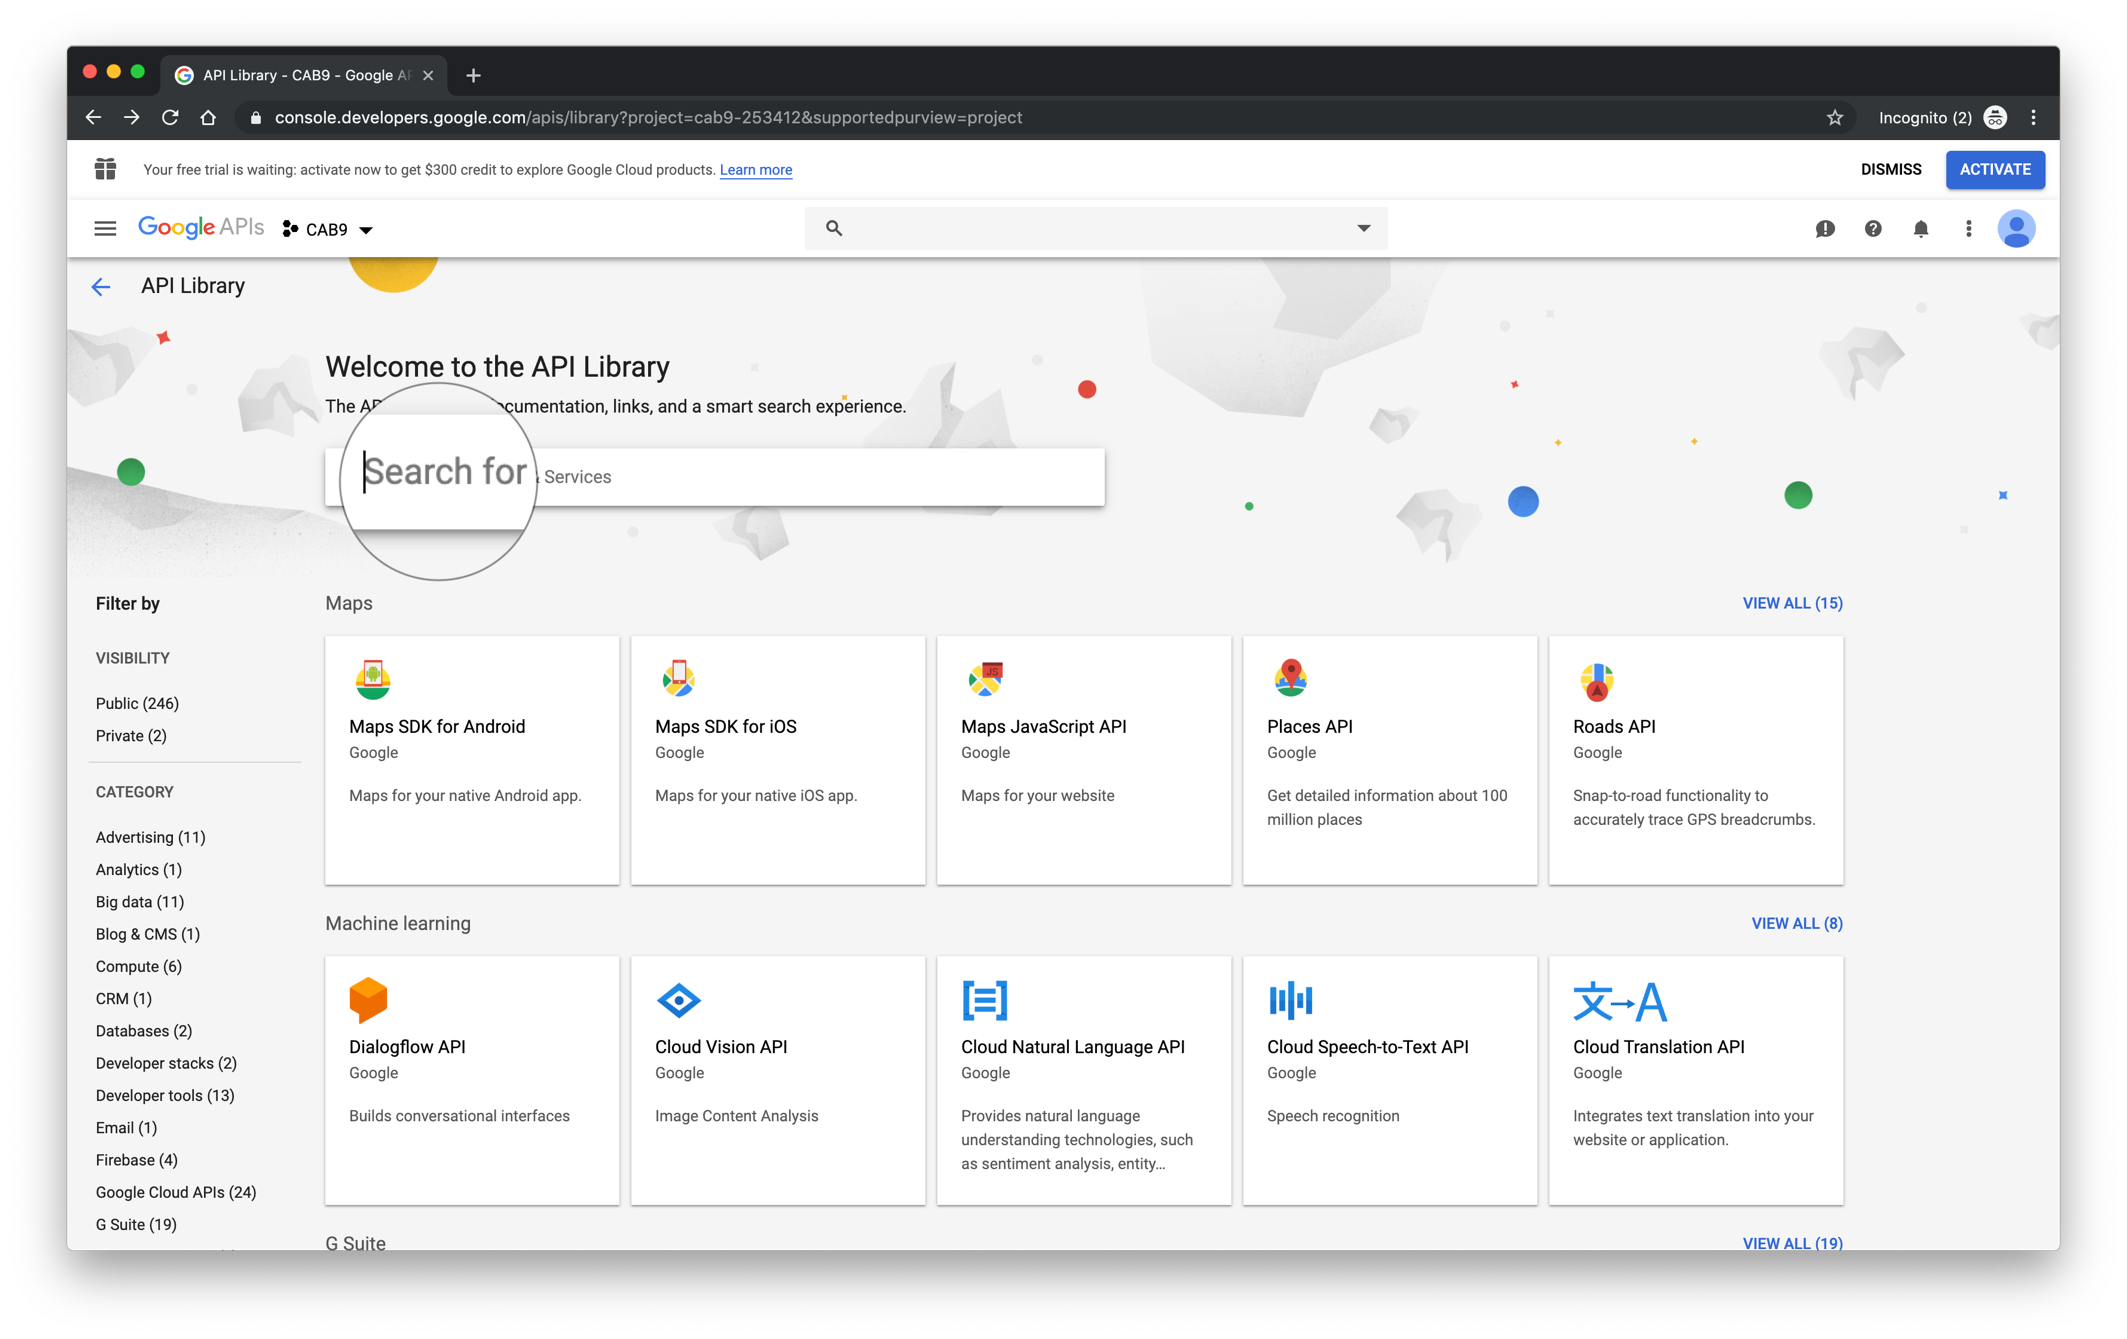 API Library - CAB9 - Google AP
console.developers.google.com/apis/library?project=cab9-253412&supportedpurview=project
Incognito (2)
Your free trial is waiting: activate now to get $300 credit to explore Google Cloud products. Learn more
DISMISS
ACTIVATE
Google APIs
CAB9
API Library
Welcome to the API Library
The AP cumentation, links, and a smart search experience.
Search for Services
Filter by
VISIBILITY
Public (246)
Private (2)
CATEGORY
Advertising (11)
Analytics (1)
Big data (11)
Blog & CMS (1)
Compute (6)
CRM (1)
Databases (2)
Developer stacks (2)
Developer tools (13)
Email (1)
Firebase (4)
Google Cloud APIs (24)
G Suite (19)
Maps
VIEW ALL (15)
Maps SDK for Android
Google
Maps for your native Android app.
Maps SDK for iOS
Google
Maps for your native iOS app.
JS
Maps JavaScript API
Google
Maps for your website
Places API
Google
Get detailed information about 100
million places
Roads API
Google
Snap-to-road functionality to
accurately trace GPS breadcrumbs.
Machine learning
VIEW ALL (8)
Dialogflow API
Google
Builds conversational interfaces
Cloud Vision API
Google
Image Content Analysis
Cloud Natural Language API
Google
Provides natural language
understanding technologies, such
as sentiment analysis, entity...
Cloud Speech-to-Text API
Google
Speech recognition
文→A
Cloud Translation API
Google
Integrates text translation into your
website or application.
G Suite
VIEW ALL (19)